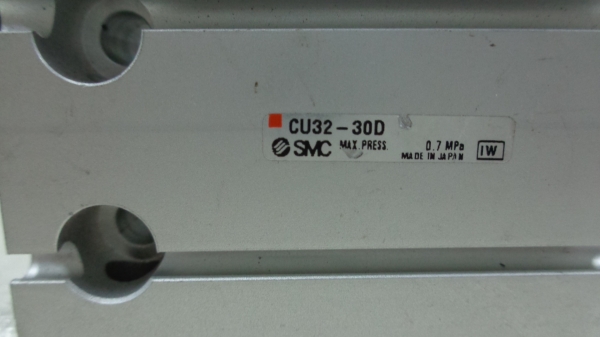 CU32-30D
SMC MAX PRESS. 0.7 MPa
MADE IN JAPAN IW